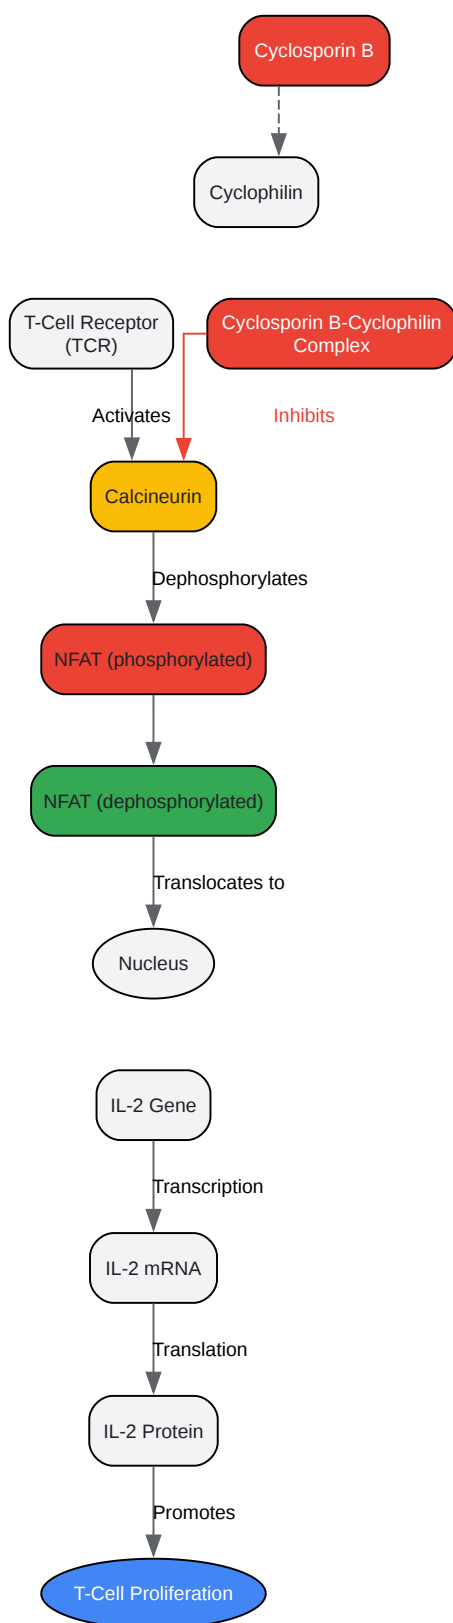 Cyclosporin B
Cyclophilin
T-Cell Receptor
(TCR)
Cyclosporin B-Cyclophilin
Complex
Activates
Inhibits
Calcineurin
Dephosphorylates
NFAT (phosphorylated)
NFAT (dephosphorylated)
Translocates to
Nucleus
IL-2 Gene
Transcription
IL-2 mRNA
Translation
IL-2 Protein
Promotes
T-Cell Proliferation